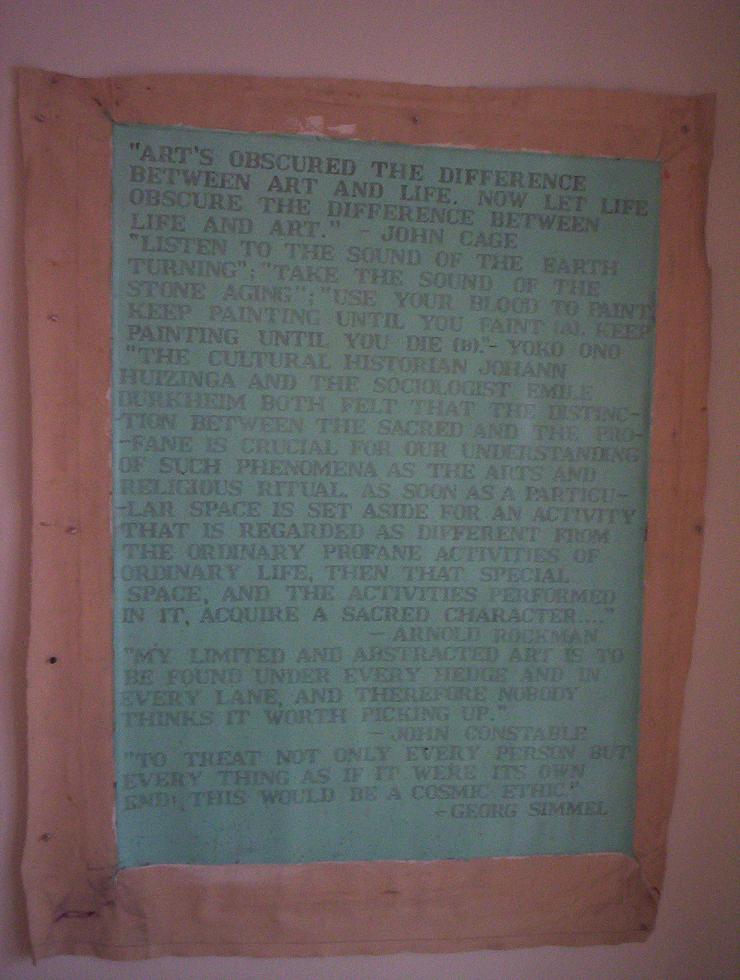 "ART'S OBSCURED THE DIFFERENCE
BETWEEN ART AND LIFE. NOW LET LIFE
OBSCURE THE DIFFERENCE BETWEEN
LIFE AND ART." - JOHN CAGE
"LISTEN TO THE SOUND OF THE EARTH
TURNING"; "TAKE THE SOUND OF THE
STONE AGING"; "USE YOUR BLOOD TO PAINT.
KEEP PAINTING UNTIL YOU FAINT (A). KEEP
PAINTING UNTIL YOU DIE (B)."- YOKO ONO
"THE CULTURAL HISTORIAN JOHANN
HUIZINGA AND THE SOCIOLOGIST EMILE
DURKHEIM BOTH FELT THAT THE DISTINC-
-TION BETWEEN THE SACRED AND THE PRO-
-FANE IS CRUCIAL FOR OUR UNDERSTANDING
OF SUCH PHENOMENA AS THE ARTS AND
RELIGIOUS RITUAL. AS SOON AS A PARTICU-
-LAR SPACE IS SET ASIDE FOR AN ACTIVITY
THAT IS REGARDED AS DIFFERENT FROM
THE ORDINARY PROFANE ACTIVITIES OF
ORDINARY LIFE, THEN THAT SPECIAL
SPACE, AND THE ACTIVITIES PERFORMED
IN IT, ACQUIRE A SACRED CHARACTER...."
- ARNOLD ROCKMAN
"MY LIMITED AND ABSTRACTED ART IS TO
BE FOUND UNDER EVERY HEDGE AND IN
EVERY LANE, AND THEREFORE NOBODY
THINKS IT WORTH PICKING UP."
- JOHN CONSTABLE
"TO TREAT NOT ONLY EVERY PERSON BUT
EVERY THING AS IF IT WERE ITS OWN
END: THIS WOULD BE A COSMIC ETHIC."
- GEORG SIMMEL